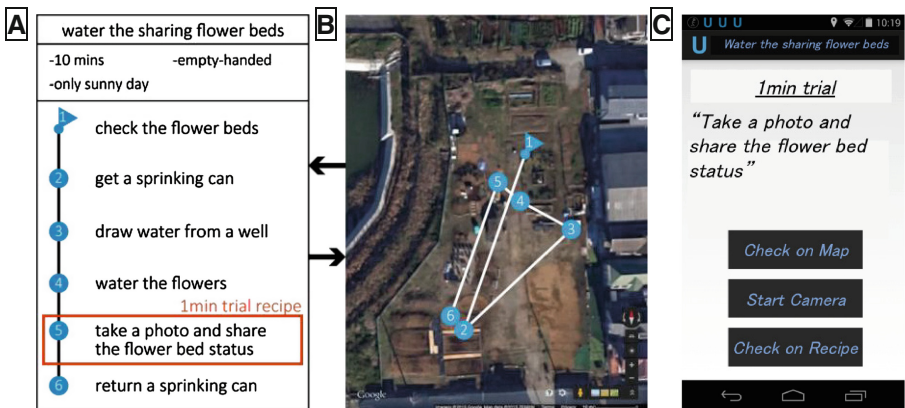 A
water the sharing flower beds
-10 mins -empty-handed
-only sunny day
1
check the flower beds
2
get a sprinking can
3
draw water from a well
4
water the flowers
1min trial recipe
5
take a photo and share
the flower bed status
6
return a sprinking can
B
1
5
4
3
6
2
Google
C
U U U 10:19
U Water the sharing flower beds
1min trial
“Take a photo and
share the flower bed
status”
Check on Map
Start Camera
Check on Recipe